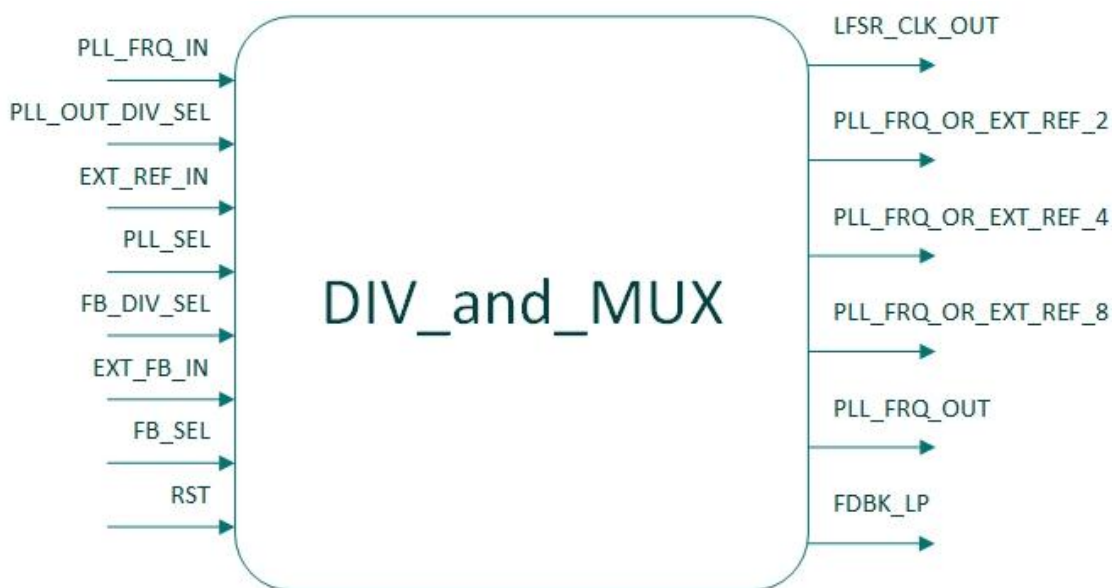 PLL_FRQ_IN
PLL_OUT_DIV_SEL
EXT_REF_IN
PLL_SEL
FB_DIV_SEL
EXT_FB_IN
FB_SEL
RST
DIV_and_MUX
LFSR_CLK_OUT
PLL_FRQ_OR_EXT_REF_2
PLL_FRQ_OR_EXT_REF_4
PLL_FRQ_OR_EXT_REF_8
PLL_FRQ_OUT
FDBK_LP